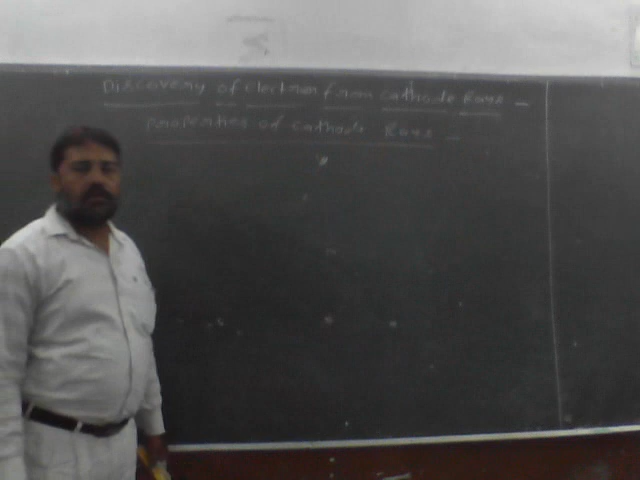 Discovery of electron from cathode Rays -
Properties of cathode Rays -